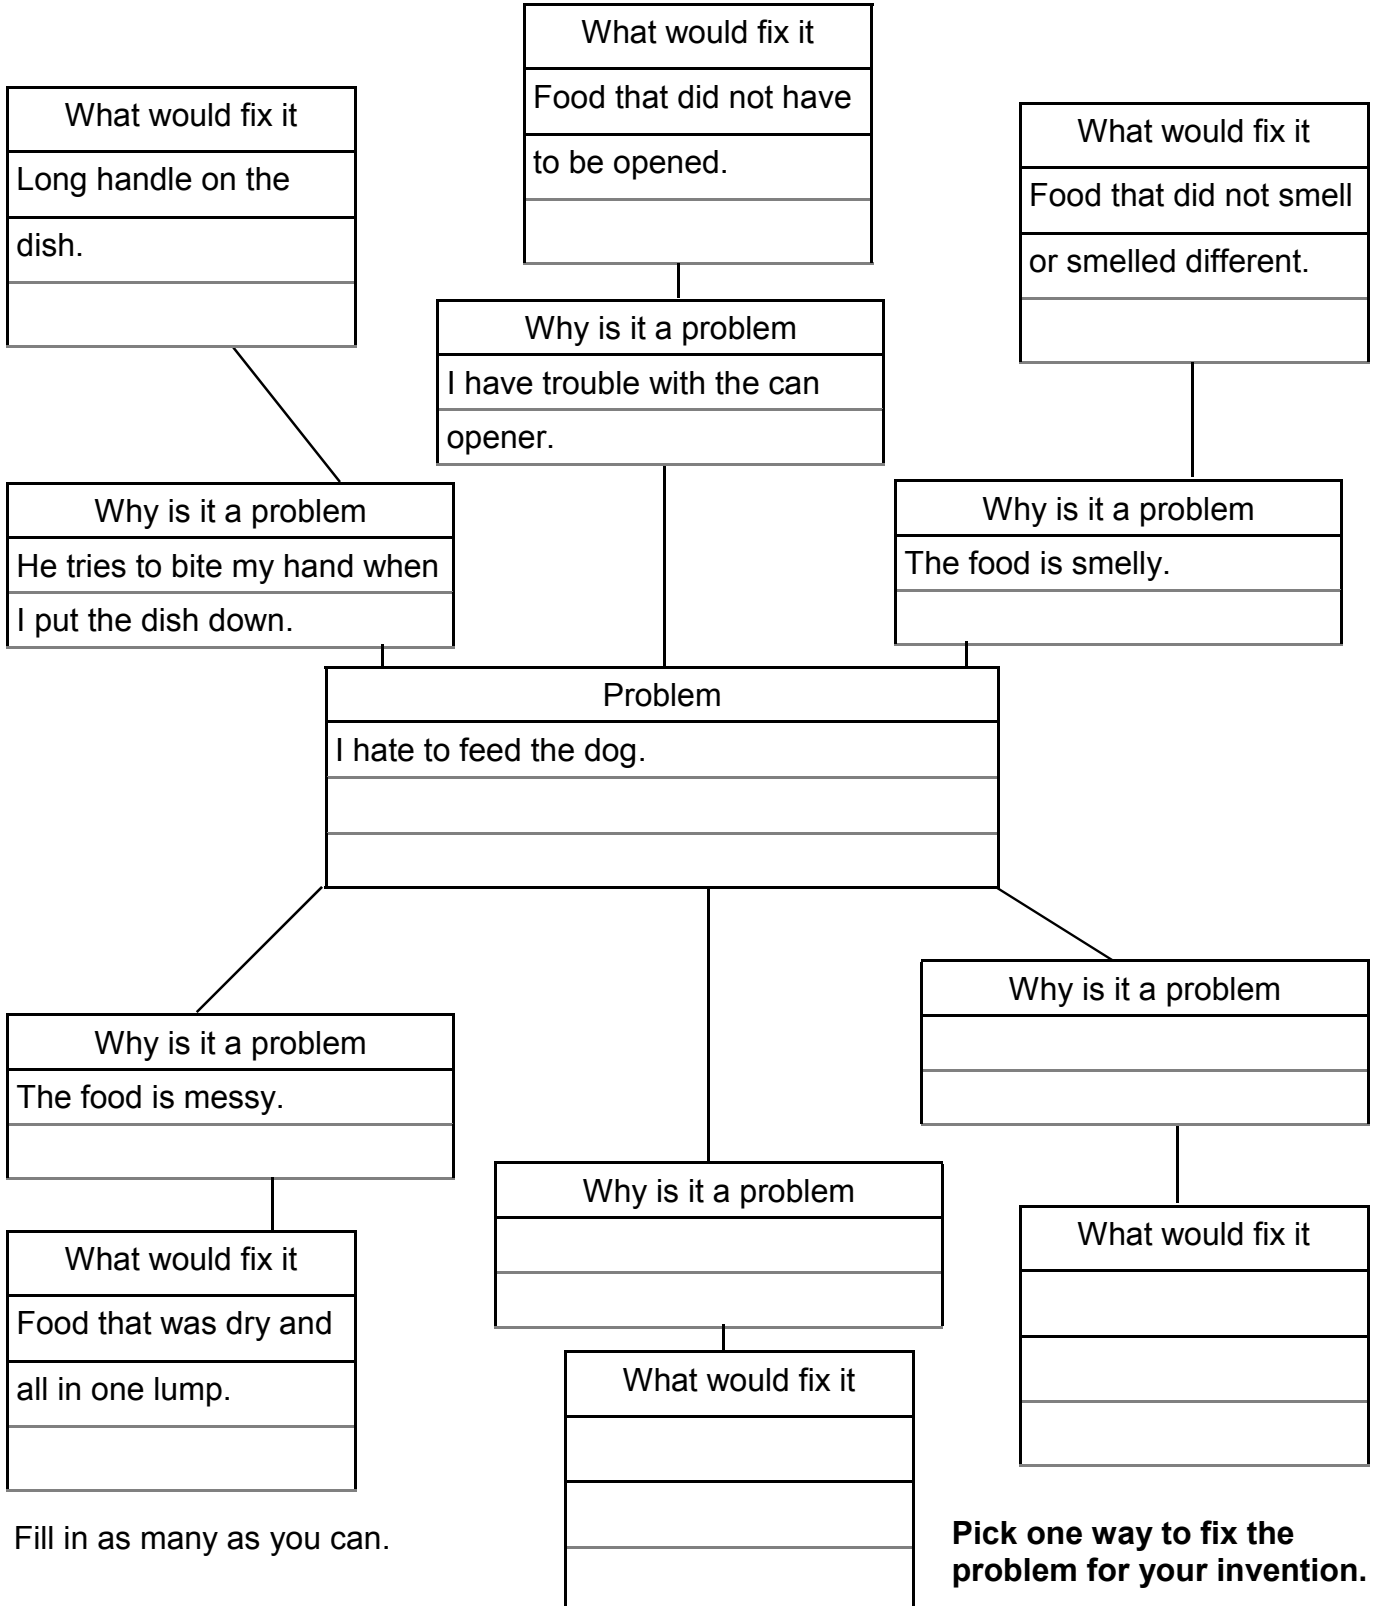 What would fix it
Food that did not have
to be opened.
What would fix it
Long handle on the
dish.
What would fix it
Food that did not smell
or smelled different.
Why is it a problem
I have trouble with the can
opener.
Why is it a problem
He tries to bite my hand when
I put the dish down.
Why is it a problem
The food is smelly.
Problem
I hate to feed the dog.
Why is it a problem
The food is messy.
What would fix it
Food that was dry and
all in one lump.
Why is it a problem
What would fix it
Why is it a problem
What would fix it
Fill in as many as you can.
Pick one way to fix the
problem for your invention.